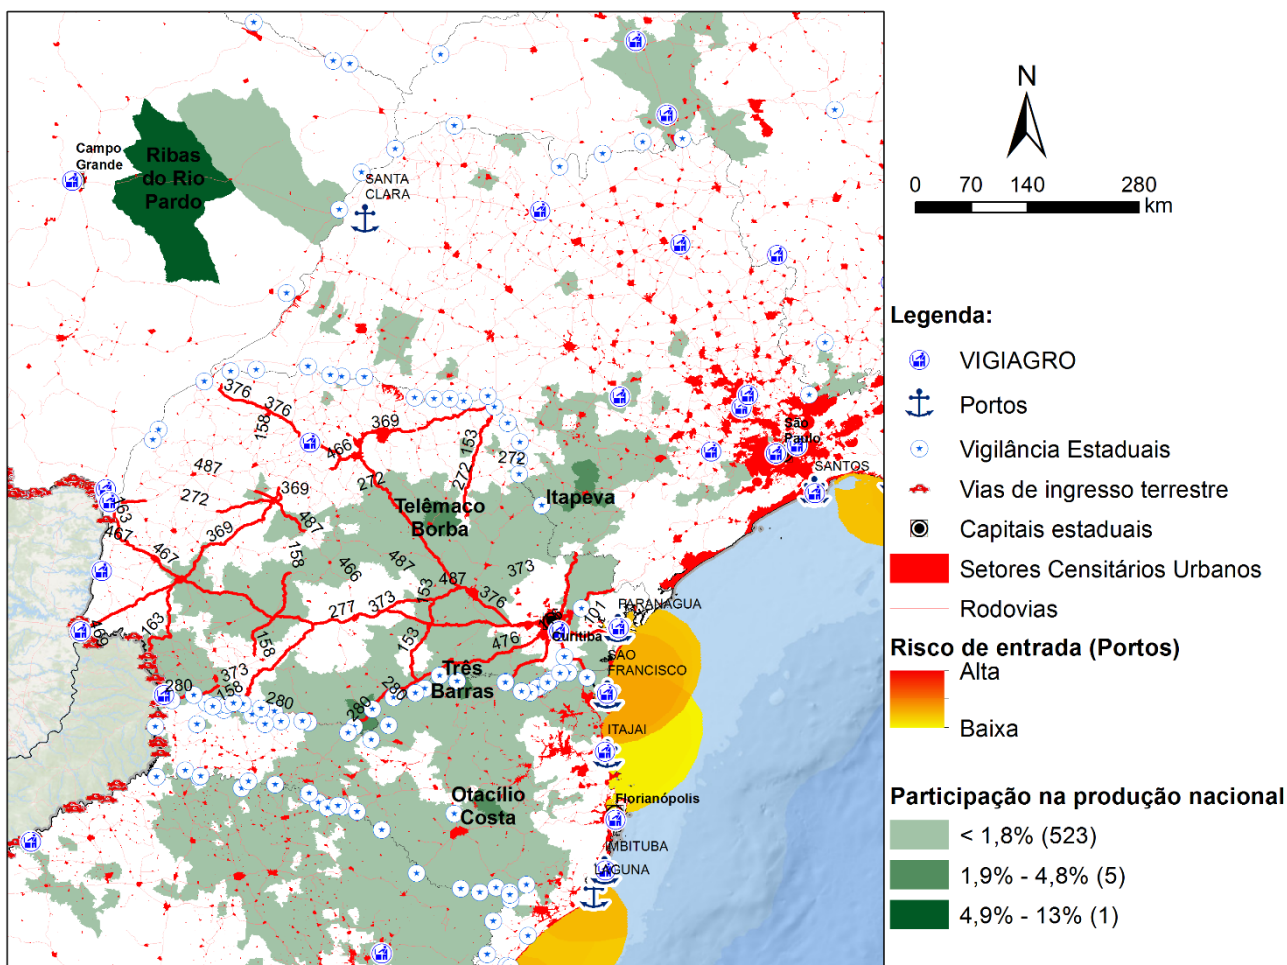 Campo
Grande
Ribas
do Rio
Pardo
SANTA
CLARA
376
376
158
369
466
153
272
272
272
487
272
369
487
163
467
467
369
158
466
487
487
373
153
376
277
373
101
469
163
158
153
476
373
158
280
280
280
280
Telêmaco
Borba
Itapeva
São
Paulo
SANTOS
PARANAGUA
Curitiba
SAO
FRANCISCO
Três
Barras
ITAJAI
Otacílio
Costa
Florianópolis
IMBITUBA
LAGUNA
N
0 70 140 280
km
Legenda:
VIGIAGRO
Portos
Vigilância Estaduais
Vias de ingresso terrestre
Capitais estaduais
Setores Censitários Urbanos
Rodovias
Risco de entrada (Portos)
Alta
Baixa
Participação na produção nacional
< 1,8% (523)
1,9% - 4,8% (5)
4,9% - 13% (1)